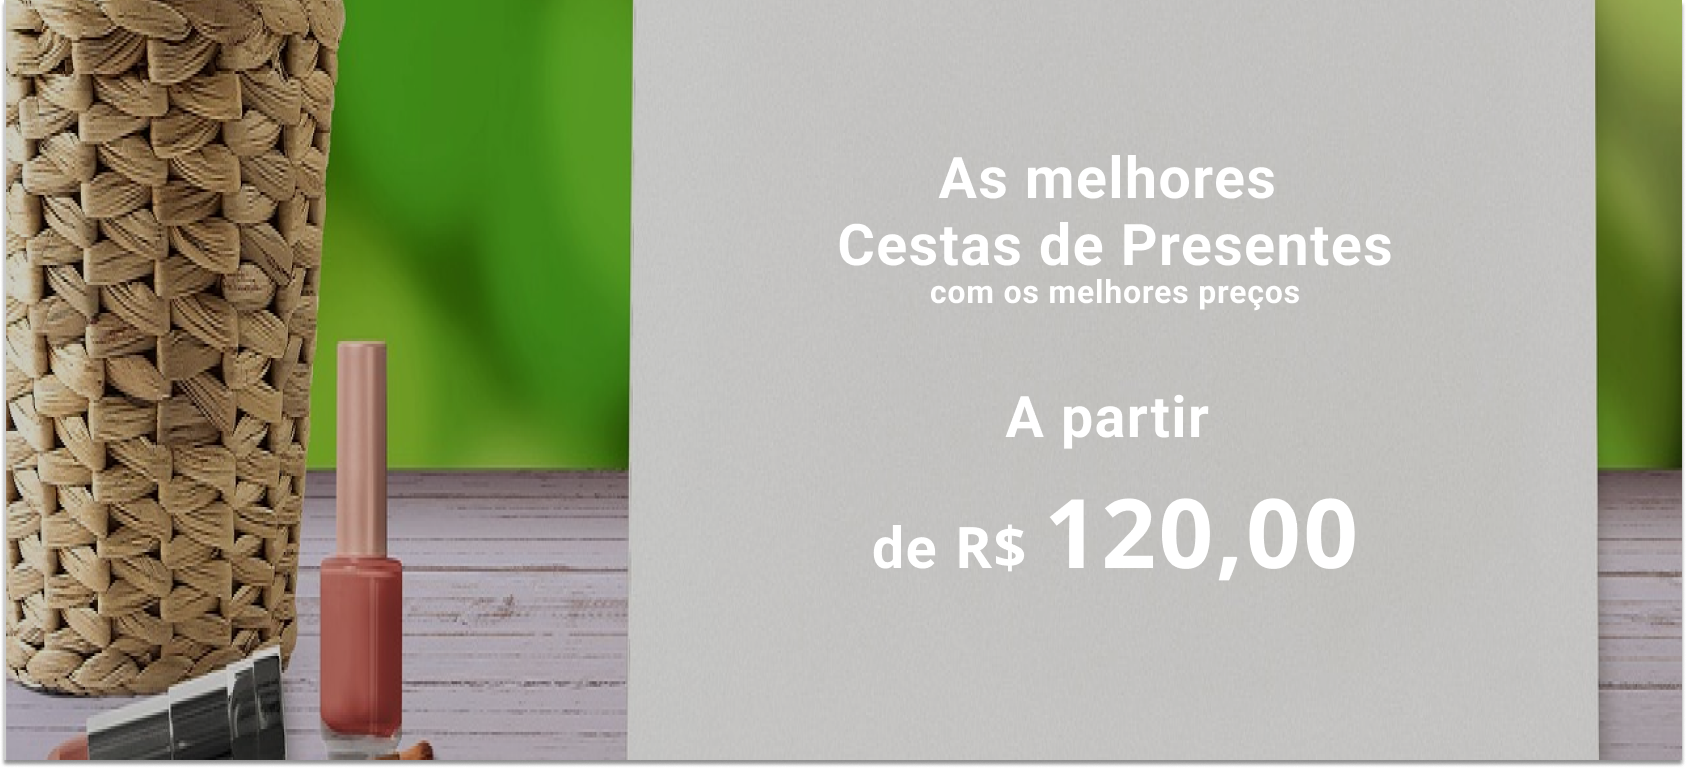 As melhores
Cestas de Presentes
com os melhores preços
A partir
de R$ 120,00